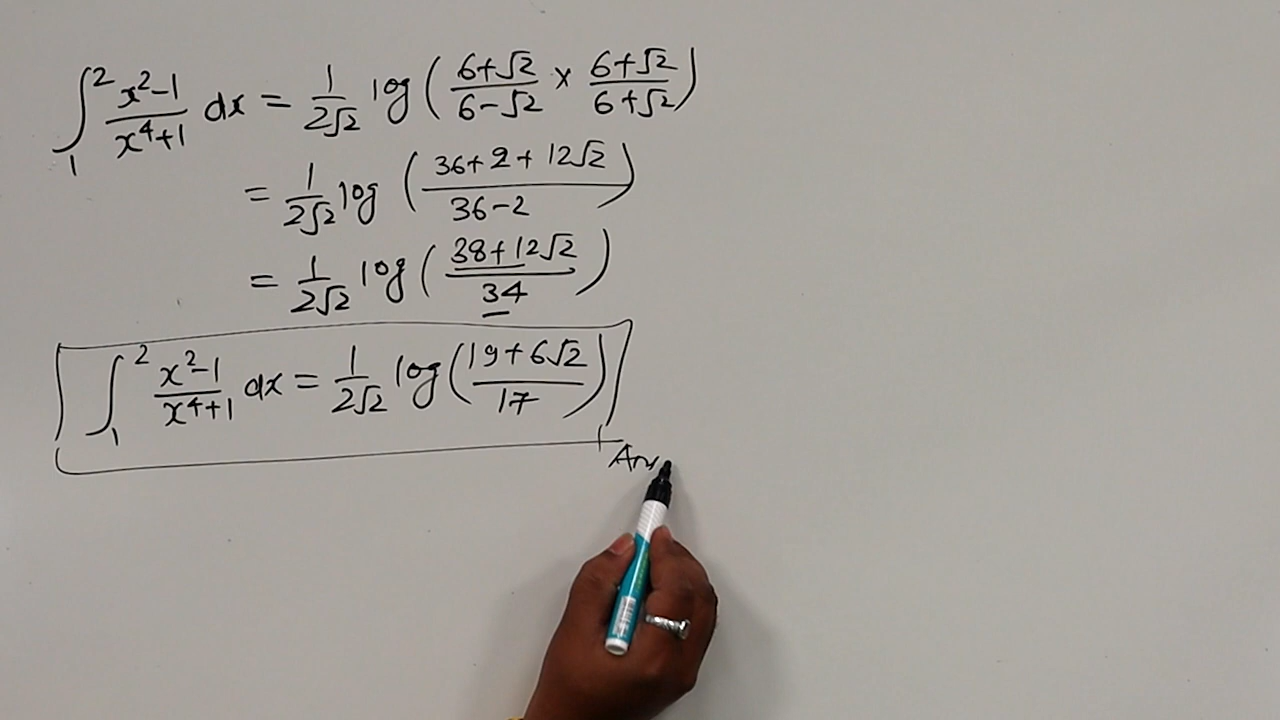 ∫₁² (x²-1)/(x⁴+1) dx = 1/(2√2) log( (6+√2)/(6-√2) × (6+√2)/(6+√2) )
= 1/(2√2) log( (36+2+12√2)/(36-2) )
= 1/(2√2) log( (38+12√2)/34 )
∫₁² (x²-1)/(x⁴+1) dx = 1/(2√2) log( (19+6√2)/17 )
Ans